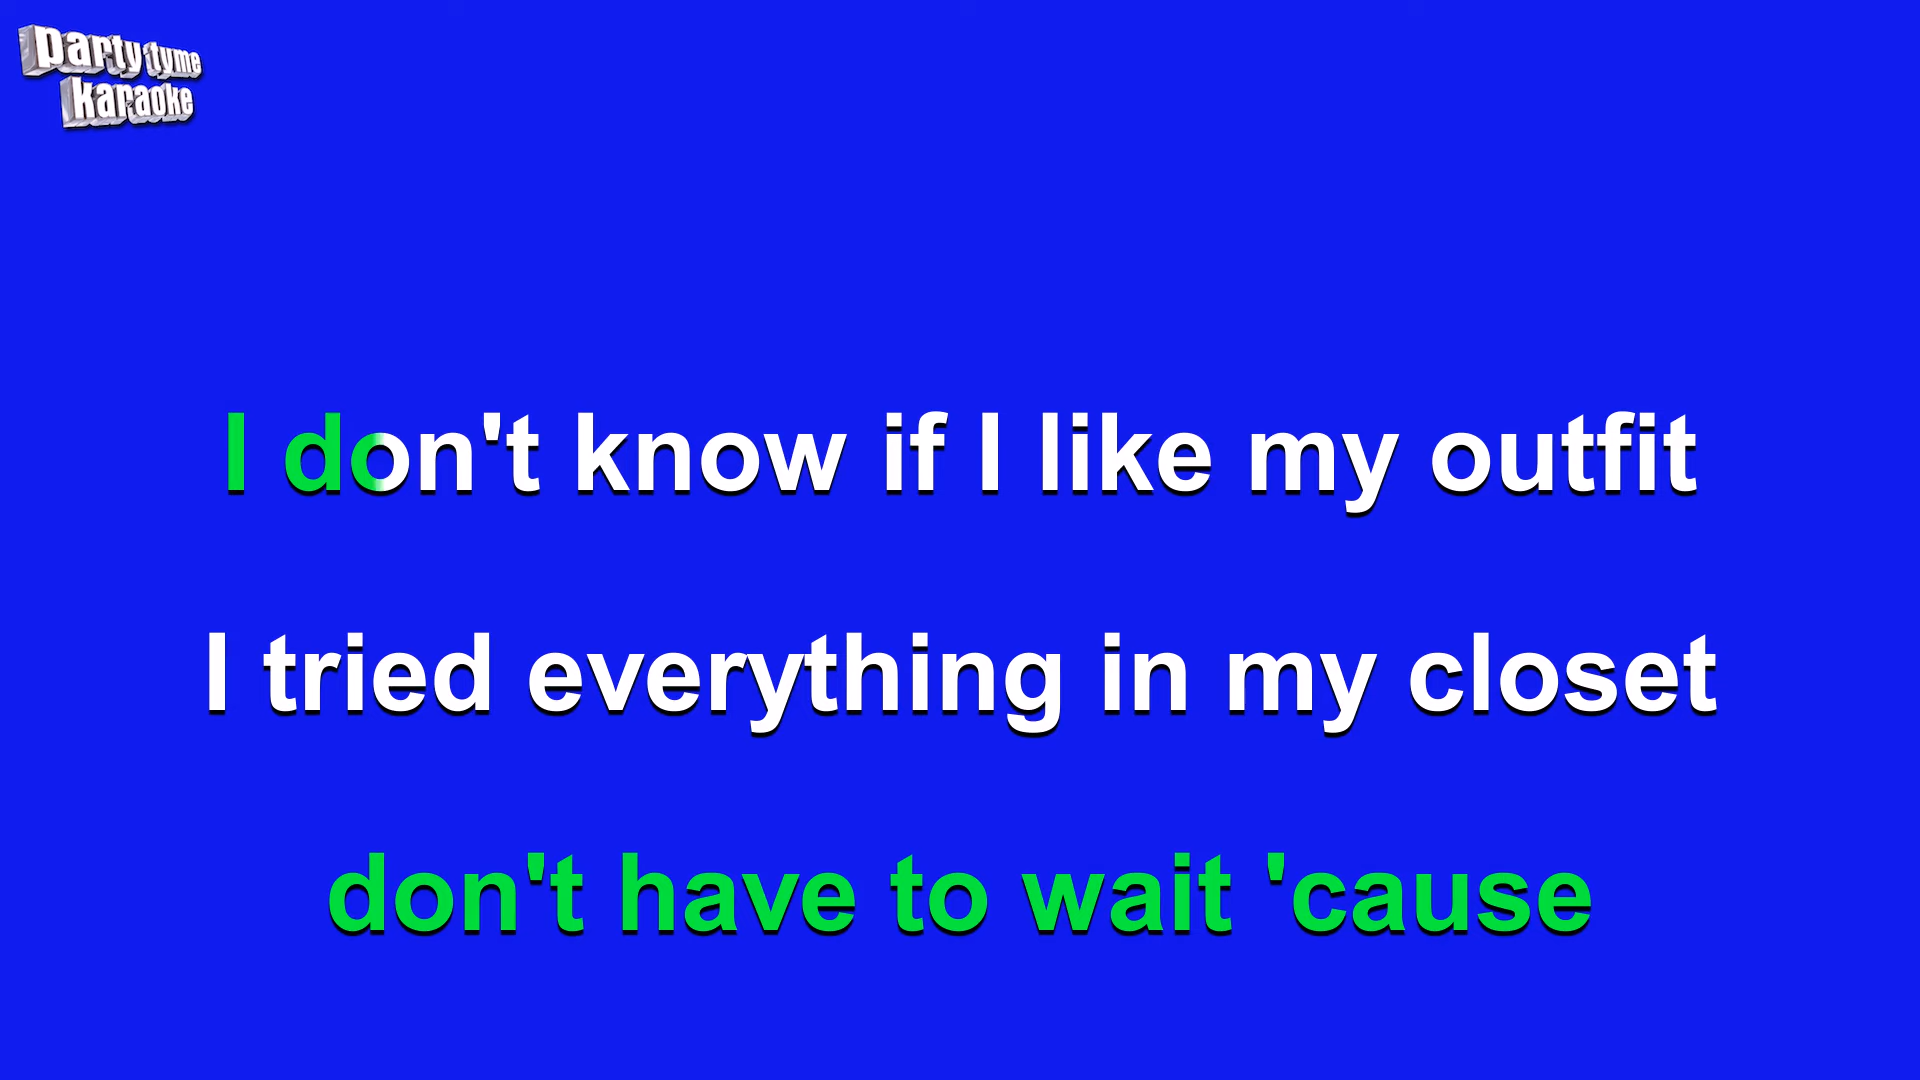 party tyme
karaoke
I don't know if I like my outfit
I tried everything in my closet
don't have to wait 'cause